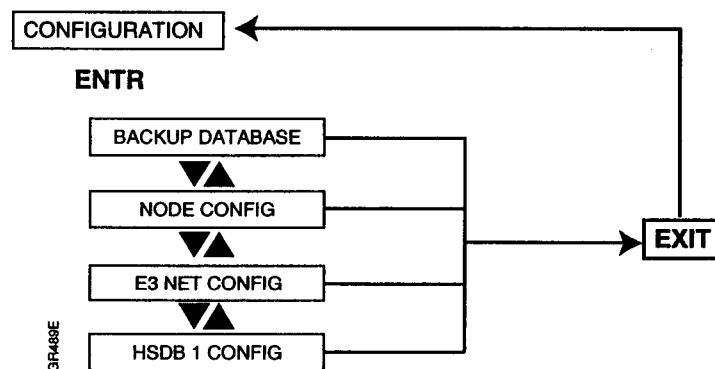 CONFIGURATION
ENTR
BACKUP DATABASE
NODE CONFIG
EXIT
E3 NET CONFIG
HSDB 1 CONFIG
GR489E